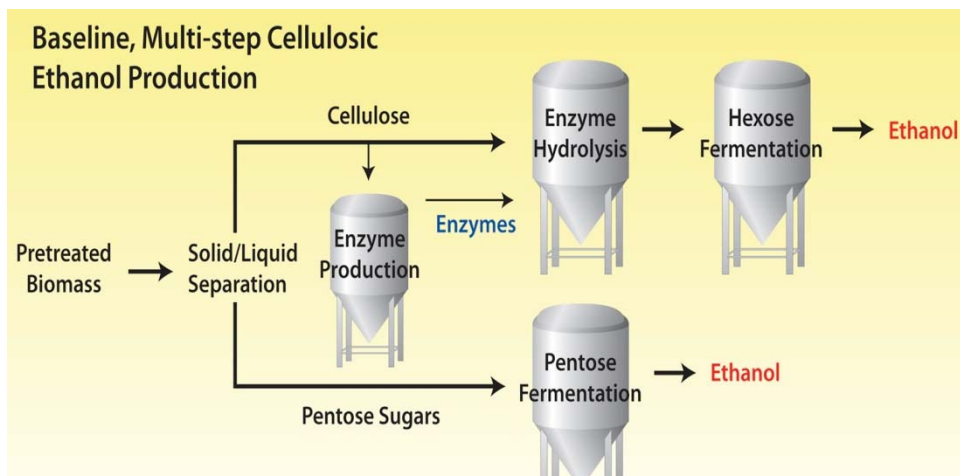 Baseline, Multi-step Cellulosic
Ethanol Production
Cellulose
Enzyme
Hydrolysis
Hexose
Fermentation
Ethanol
Enzymes
Enzyme
Production
Pretreated
Biomass
Solid/Liquid
Separation
Pentose
Fermentation
Ethanol
Pentose Sugars